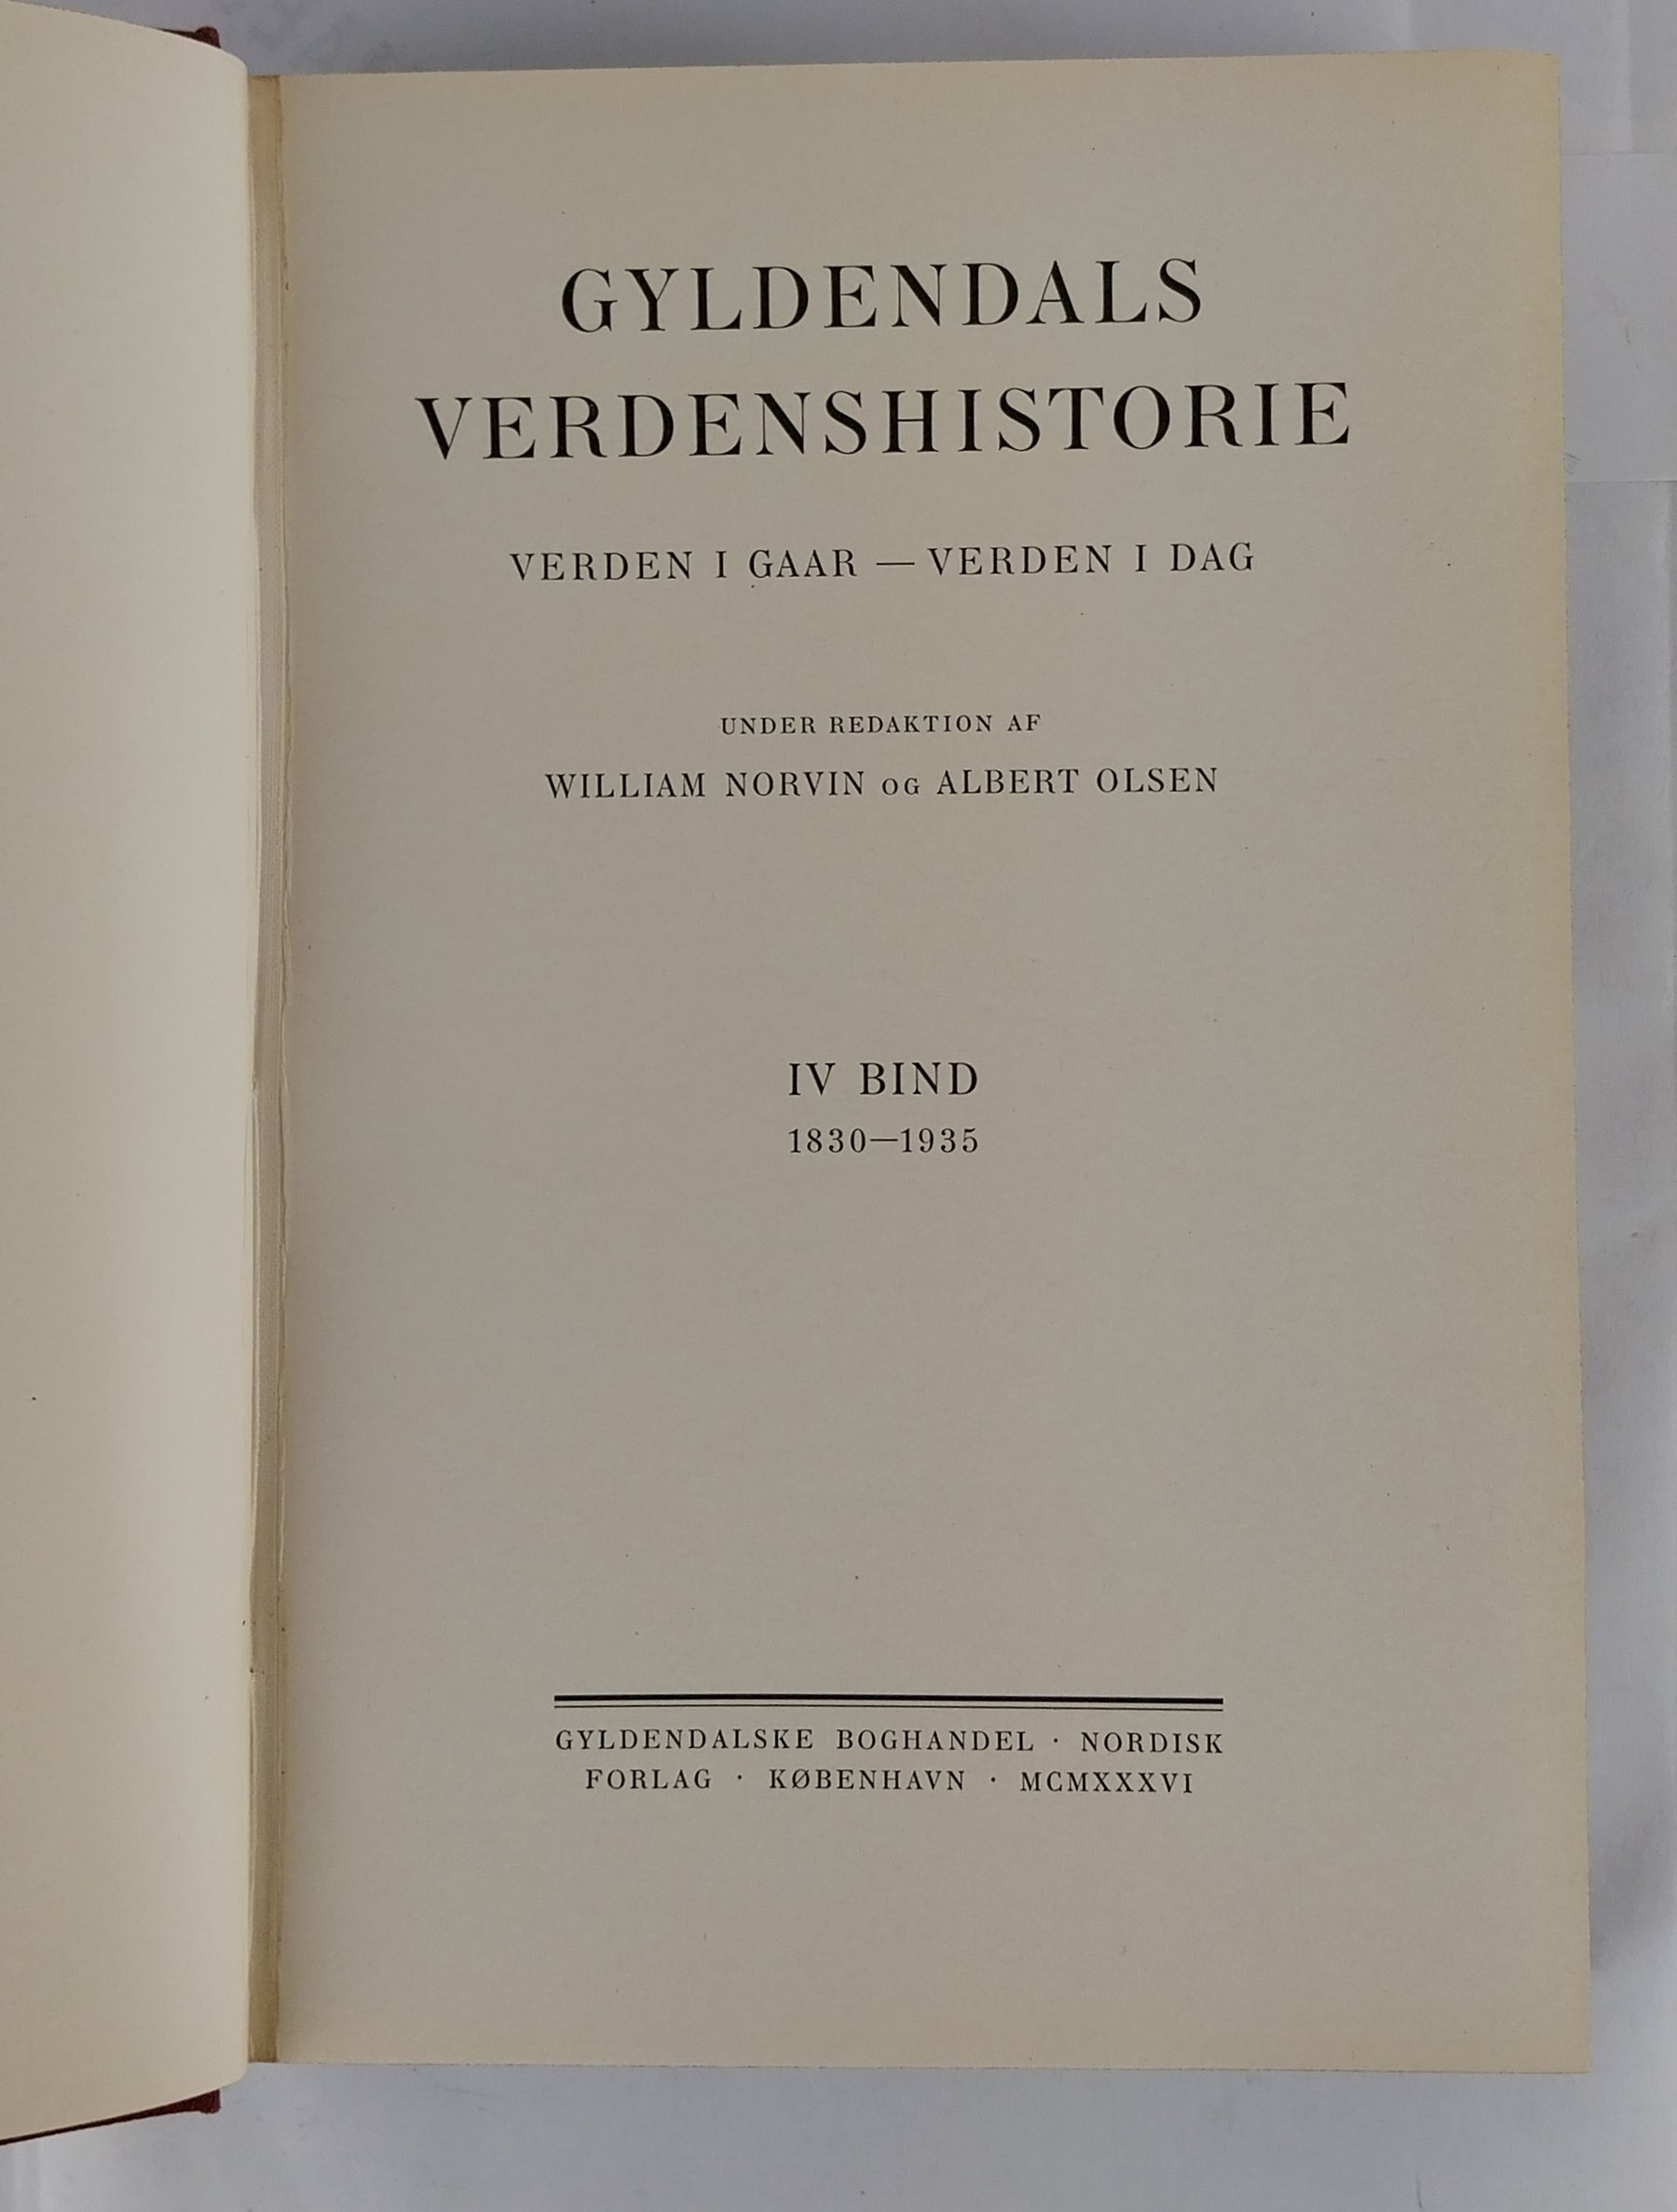 GYLDENDALS
VERDENSHISTORIE
VERDEN I GAAR — VERDEN I DAG
UNDER REDAKTION AF
WILLIAM NORVIN OG ALBERT OLSEN
IV BIND
1830—1935
GYLDENDALSKE BOGHANDEL · NORDISK
FORLAG · KØBENHAVN · MCMXXXVI